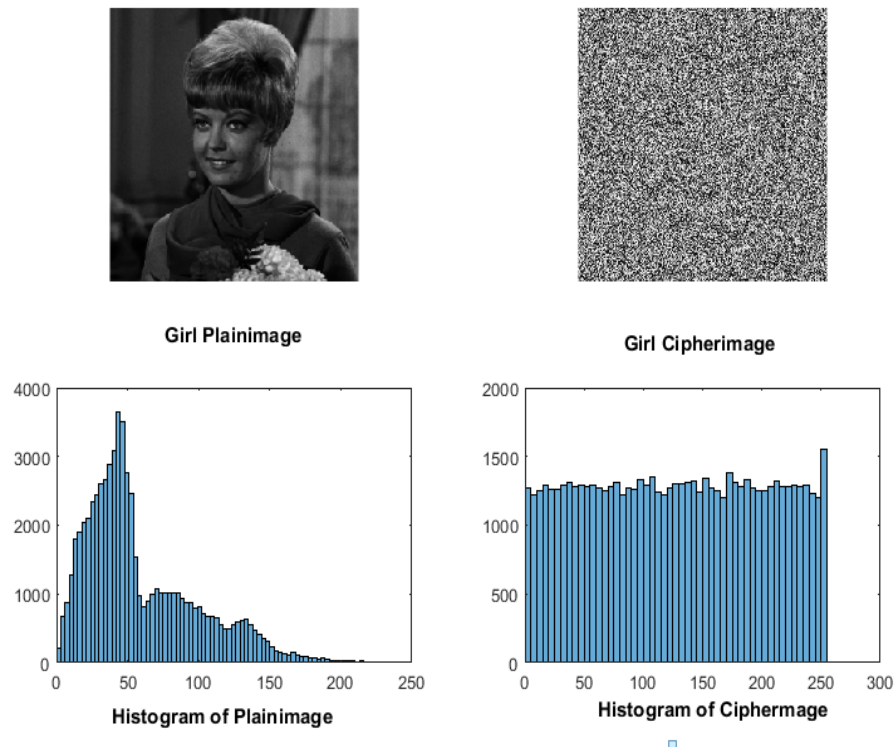 Girl Plainimage
Girl Cipherimage
4000
3000
2000
1000
0
0 50 100 150 200 250
Histogram of Plainimage
2000
1500
1000
500
0
0 50 100 150 200 250 300
Histogram of Ciphermage